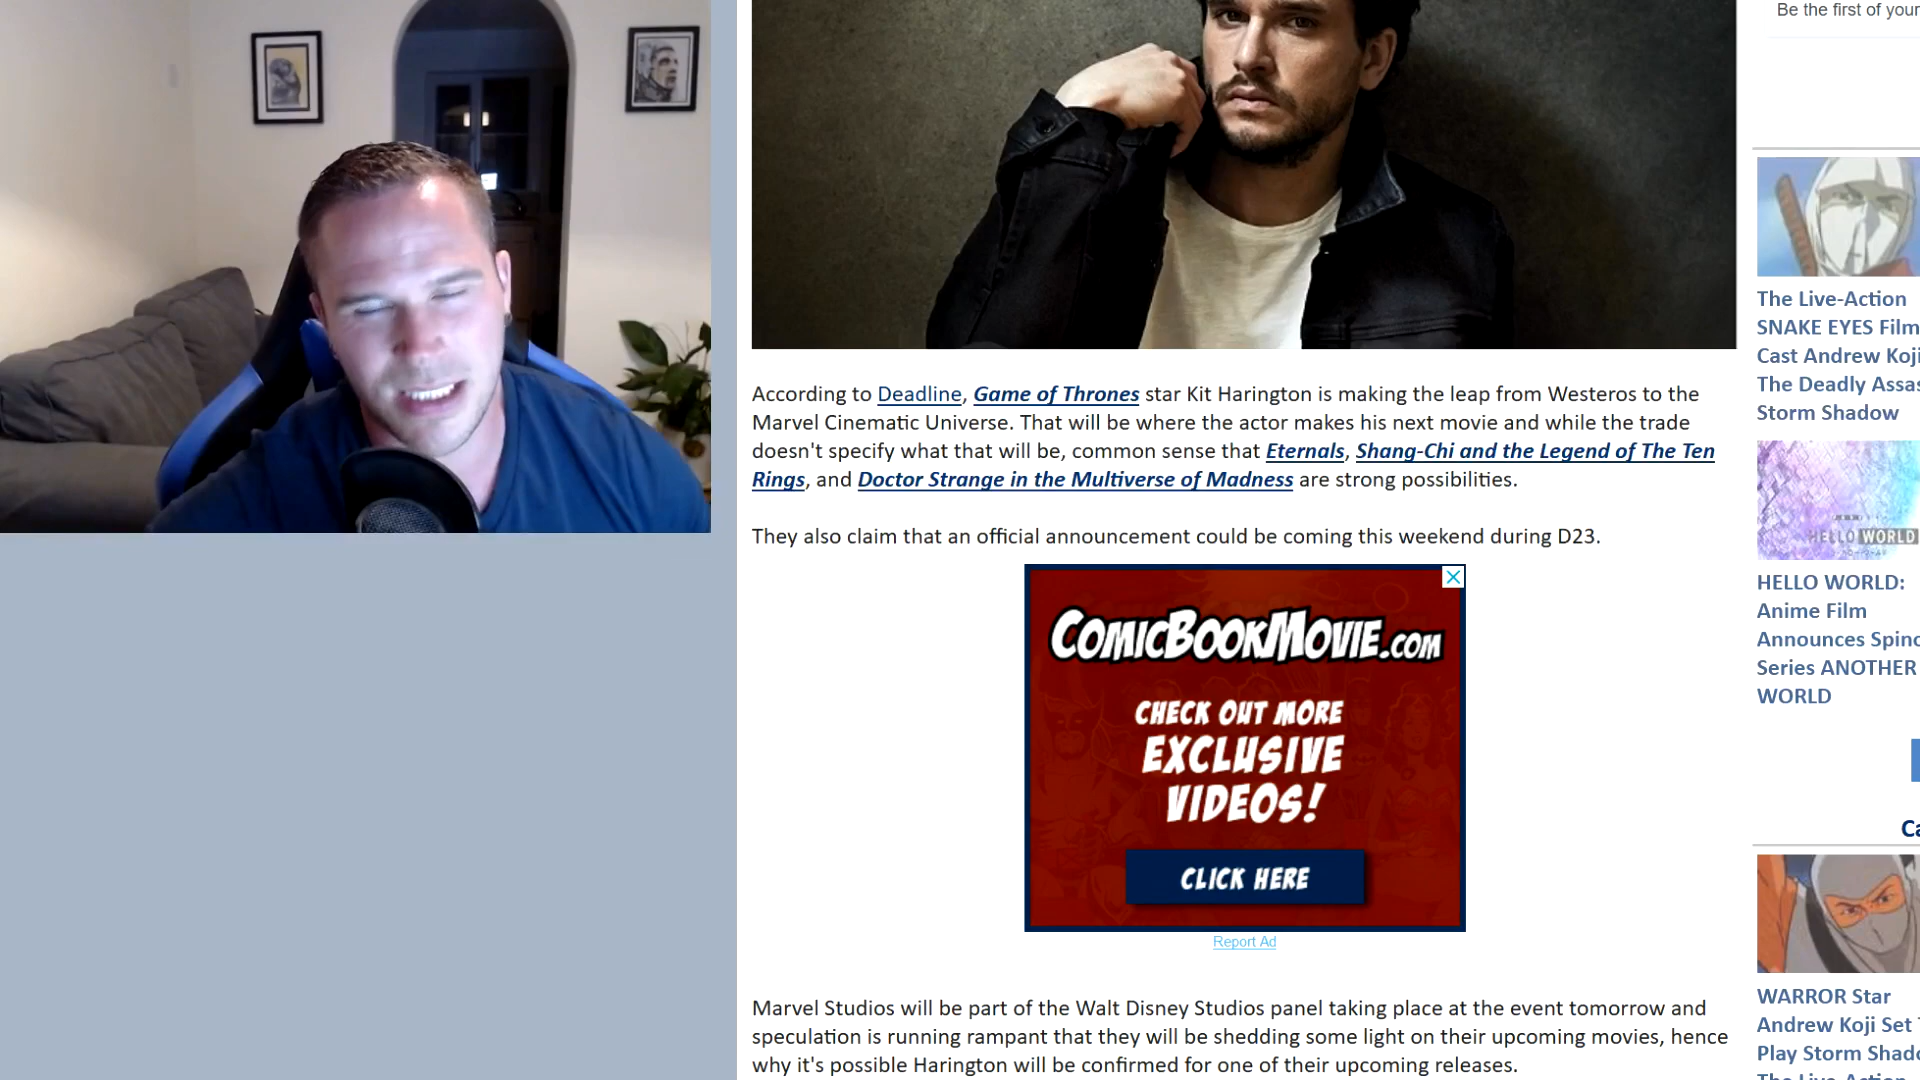 According to Deadline, Game of Thrones star Kit Harington is making the leap from Westeros to the
Marvel Cinematic Universe. That will be where the actor makes his next movie and while the trade
doesn't specify what that will be, common sense that Eternals, Shang-Chi and the Legend of The Ten
Rings, and Doctor Strange in the Multiverse of Madness are strong possibilities.
They also claim that an official announcement could be coming this weekend during D23.
COMICBOOKMOVIE.COM
CHECK OUT MORE
EXCLUSIVE
VIDEOS!
CLICK HERE
Report Ad
Marvel Studios will be part of the Walt Disney Studios panel taking place at the event tomorrow and
speculation is running rampant that they will be shedding some light on their upcoming movies, hence
why it's possible Harington will be confirmed for one of their upcoming releases.
Be the first of your
The Live-Action
SNAKE EYES Film
Cast Andrew Koji
The Deadly Assas
Storm Shadow
HELLO WORLD
HELLO WORLD:
Anime Film
Announces Spino
Series ANOTHER
WORLD
Ca
WARROR Star
Andrew Koji Set
Play Storm Shado
The Live-Action